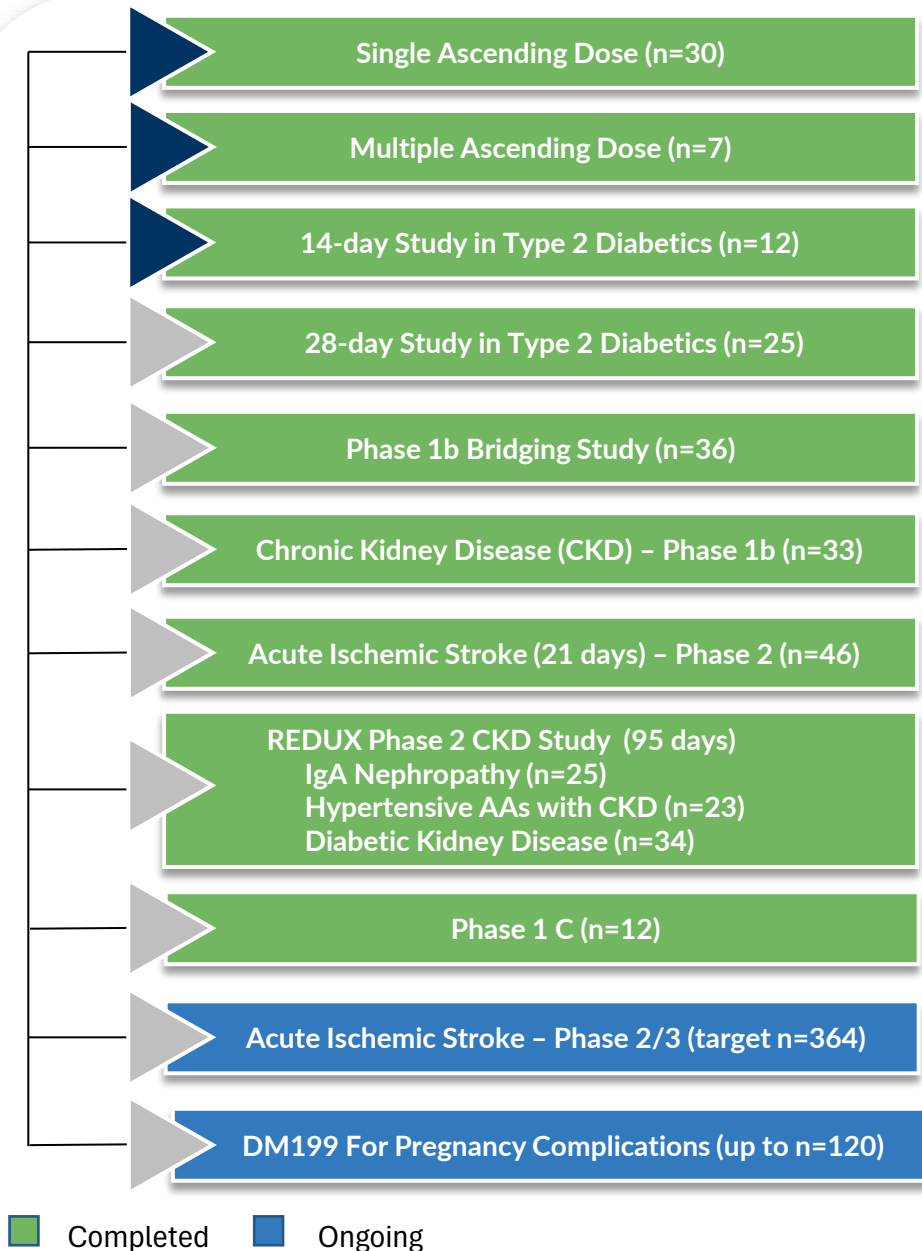 Single Ascending Dose (n=30)
Multiple Ascending Dose (n=7)
14-day Study in Type 2 Diabetics (n=12)
28-day Study in Type 2 Diabetics (n=25)
Phase 1b Bridging Study (n=36)
Chronic Kidney Disease (CKD) – Phase 1b (n=33)
Acute Ischemic Stroke (21 days) – Phase 2 (n=46)
REDUX Phase 2 CKD Study (95 days)
IgA Nephropathy (n=25)
Hypertensive AAs with CKD (n=23)
Diabetic Kidney Disease (n=34)
Phase 1 C (n=12)
Acute Ischemic Stroke – Phase 2/3 (target n=364)
DM199 For Pregnancy Complications (up to n=120)
Completed Ongoing